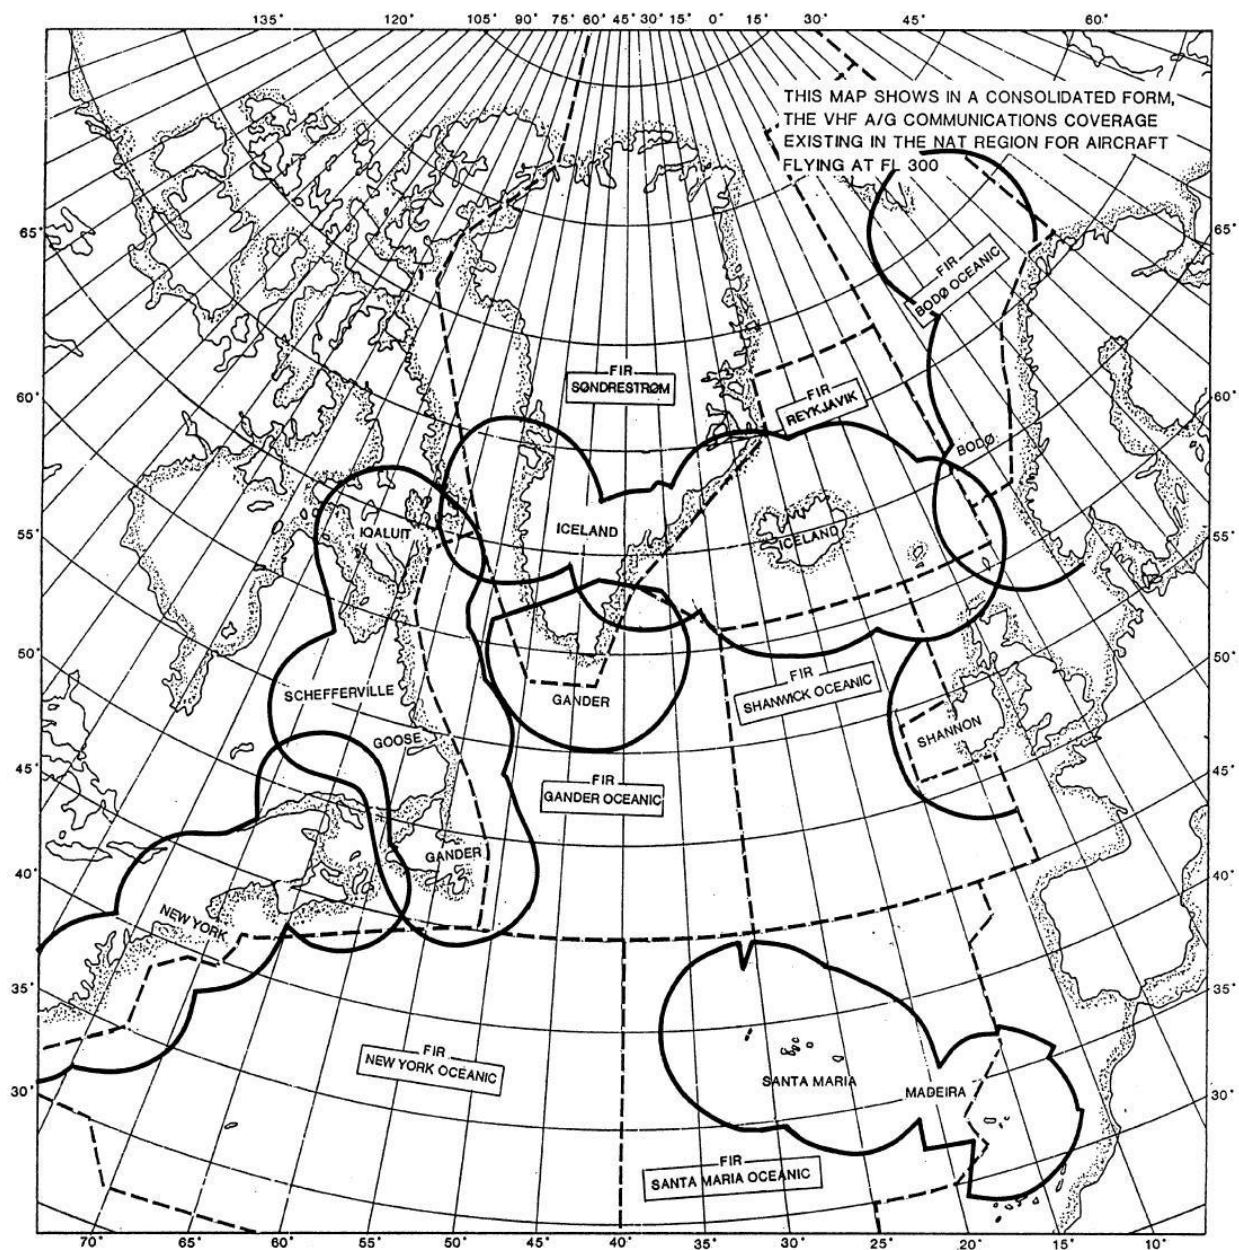 135° 120° 105° 90° 75° 60° 45° 30° 15° 0° 15° 30° 45° 60°
THIS MAP SHOWS IN A CONSOLIDATED FORM,
THE VHF A/G COMMUNICATIONS COVERAGE
EXISTING IN THE NAT REGION FOR AIRCRAFT
FLYING AT FL 300
65°
65°
FIR
BODØ OCEANIC
FIR
SØNDRESTRØM
FIR
REYKJAVIK
60°
60°
BODØ
IQALUIT
ICELAND
ICELAND
55°
55°
50°
50°
SCHEFFERVILLE
GANDER
FIR
SHANWICK OCEANIC
SHANNON
GOOSE
45°
45°
FIR
GANDER OCEANIC
GANDER
40°
40°
NEW YORK
35°
35°
FIR
NEW YORK OCEANIC
SANTA MARIA
MADEIRA
30°
30°
FIR
SANTA MARIA OCEANIC
70° 65° 60° 55° 50° 45° 40° 35° 30° 25° 20° 15° 10°